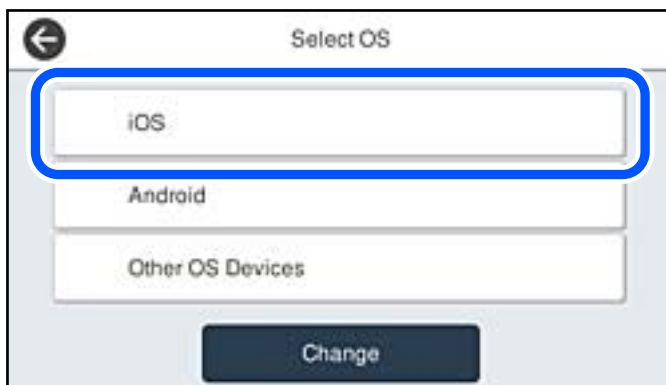 Select OS
iOS
Android
Other OS Devices
Change